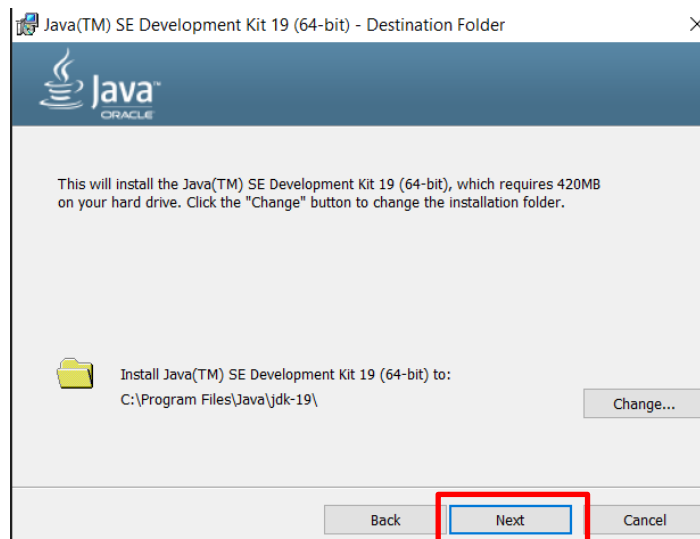 Java(TM) SE Development Kit 19 (64-bit) - Destination Folder
Java™
ORACLE
This will install the Java(TM) SE Development Kit 19 (64-bit), which requires 420MB
on your hard drive. Click the "Change" button to change the installation folder.
Install Java(TM) SE Development Kit 19 (64-bit) to:
C:\Program Files\Java\jdk-19\
Change...
Back
Next
Cancel